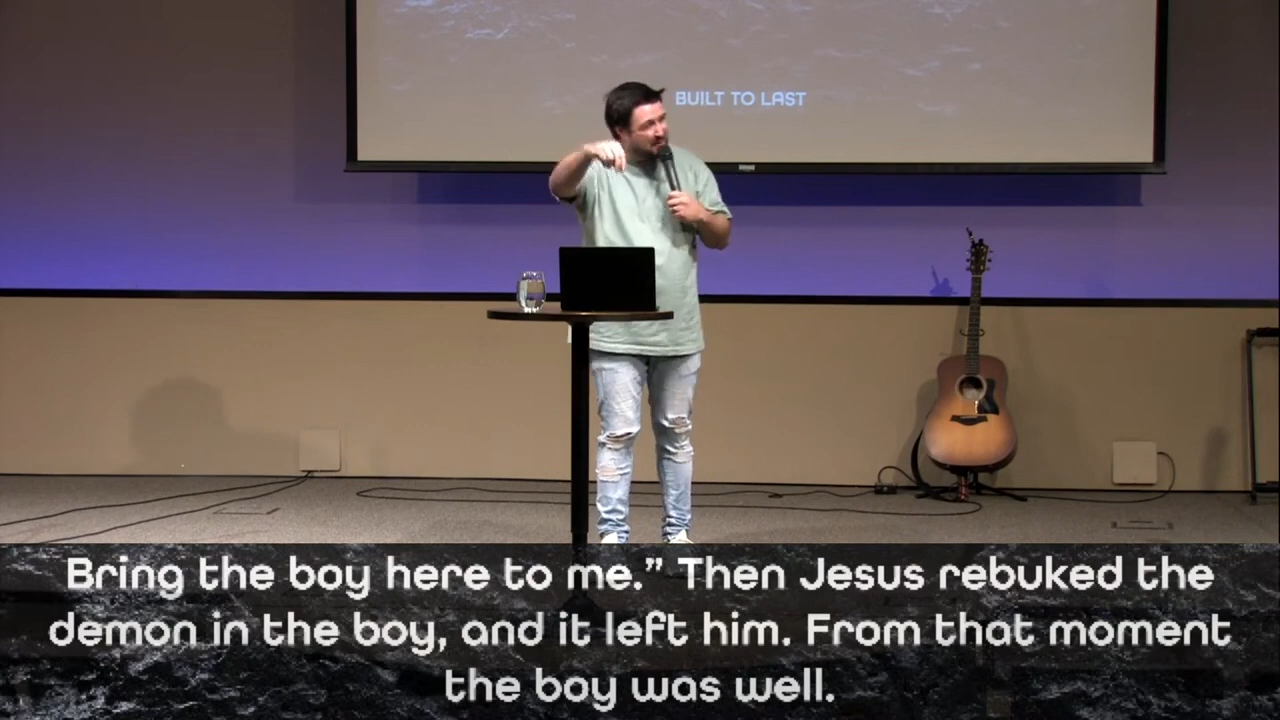 BUILT TO LAST
Bring the boy here to me.” Then Jesus rebuked the
demon in the boy, and it left him. From that moment
the boy was well.